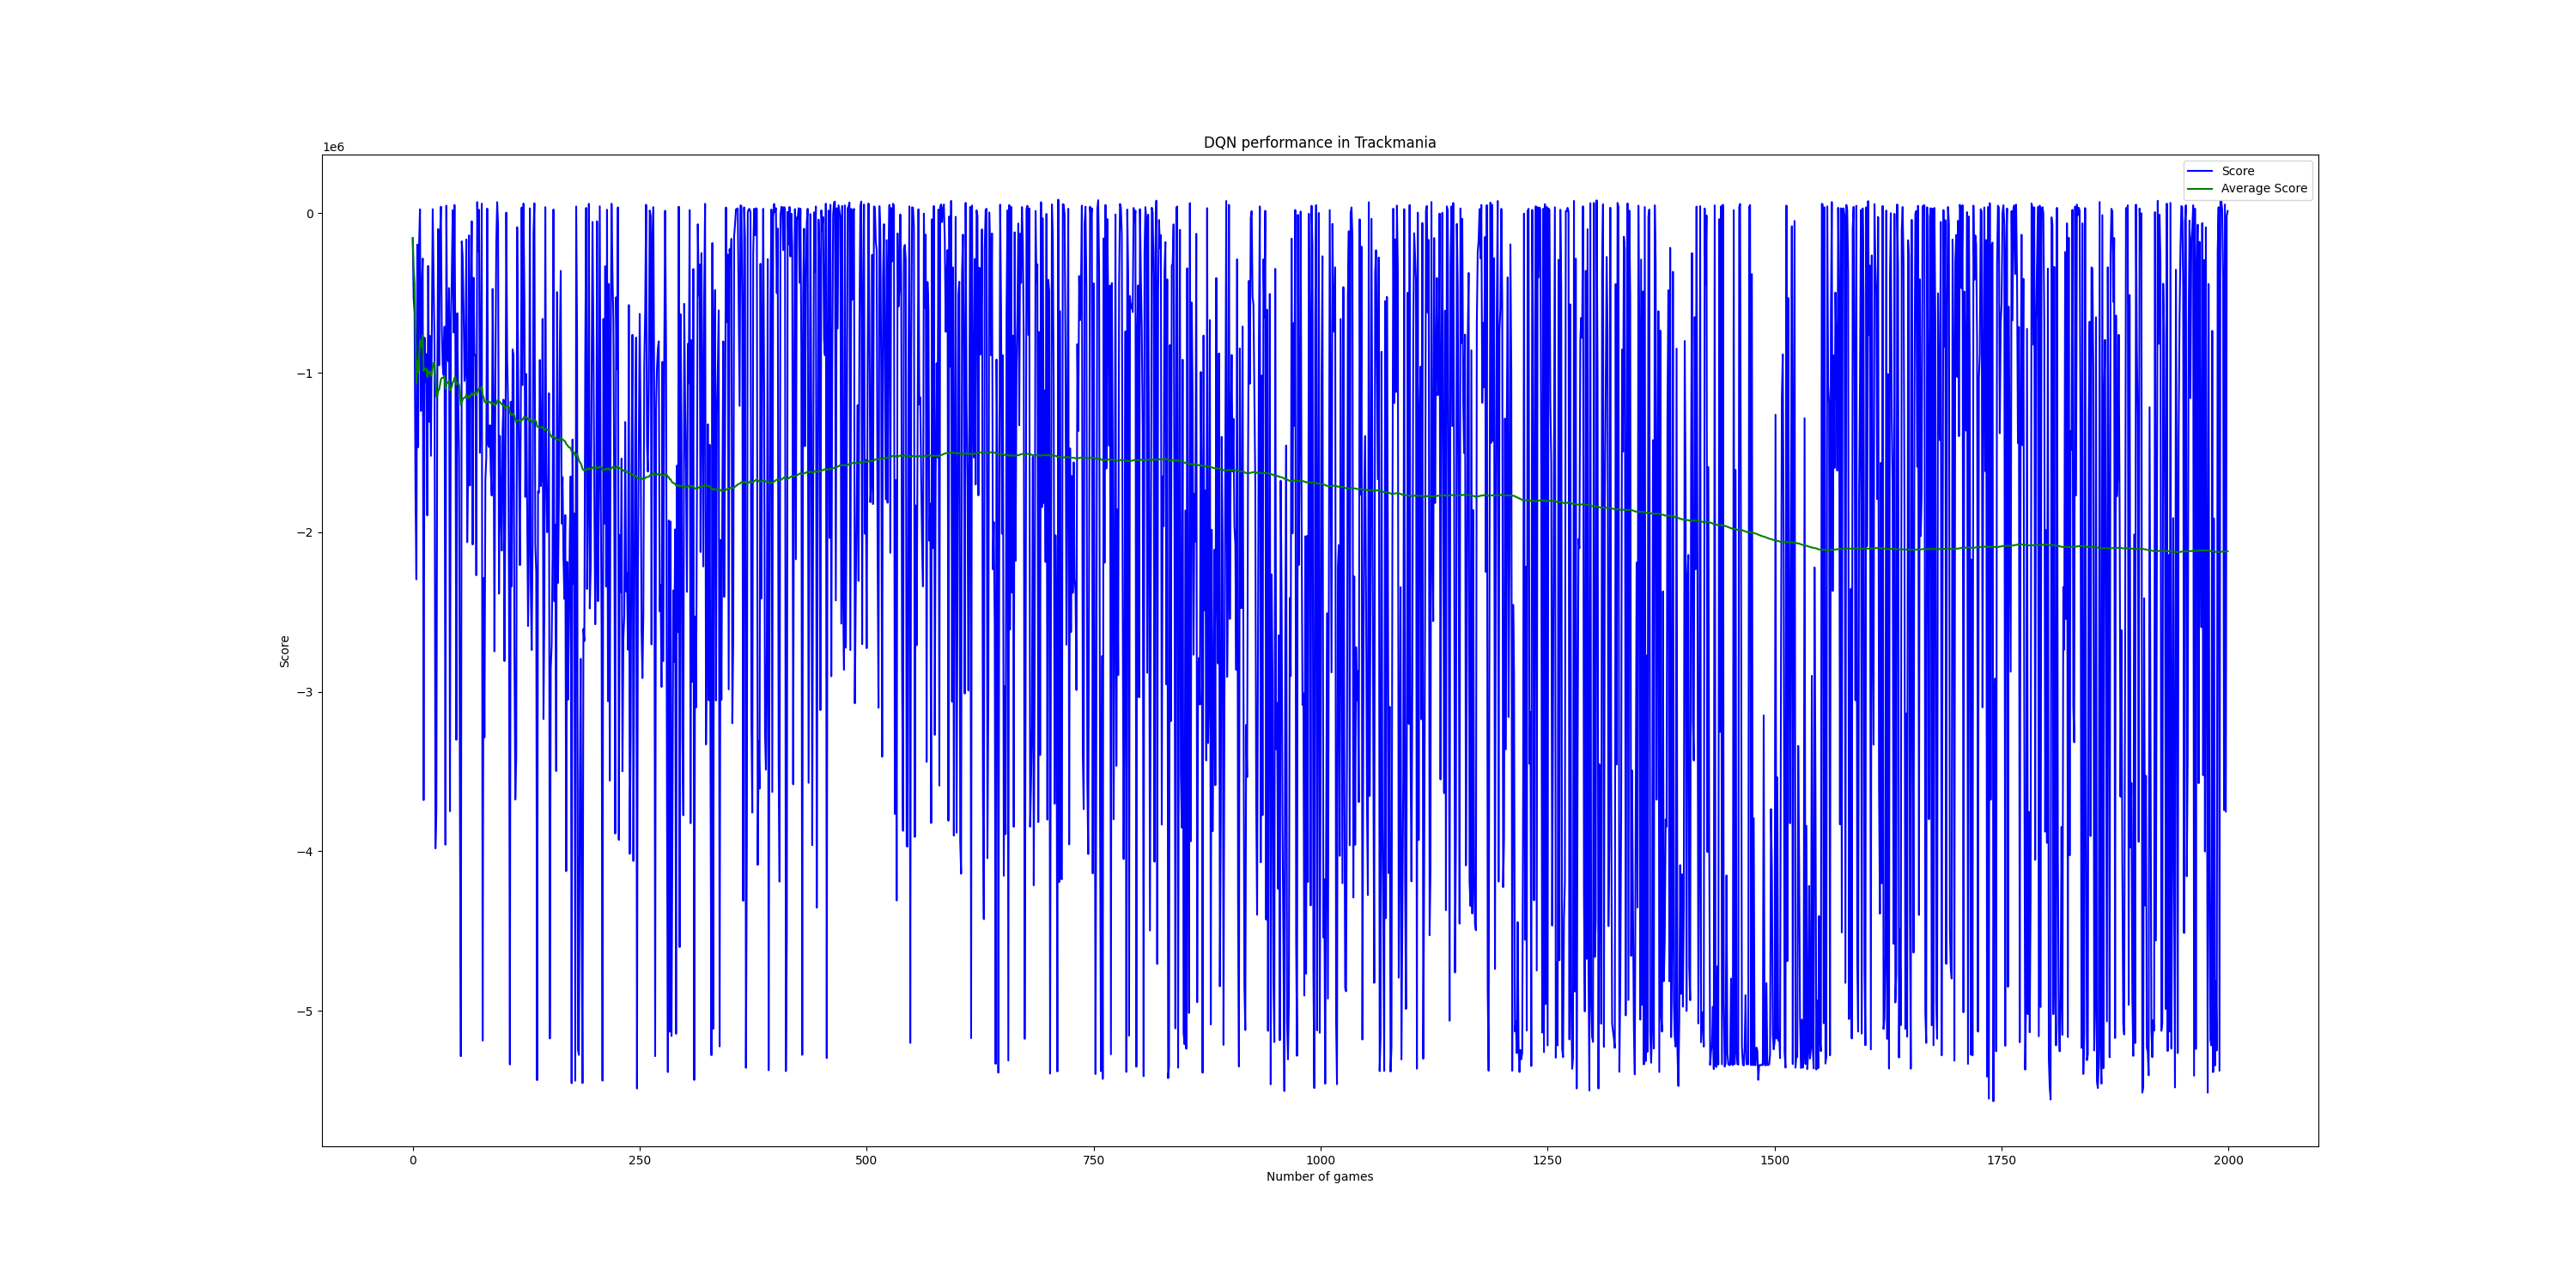 DQN performance in Trackmania
1e6
Score
Average Score
0
−1
−2
−3
−4
−5
Score
0 250 500 750 1000 1250 1500 1750 2000
Number of games